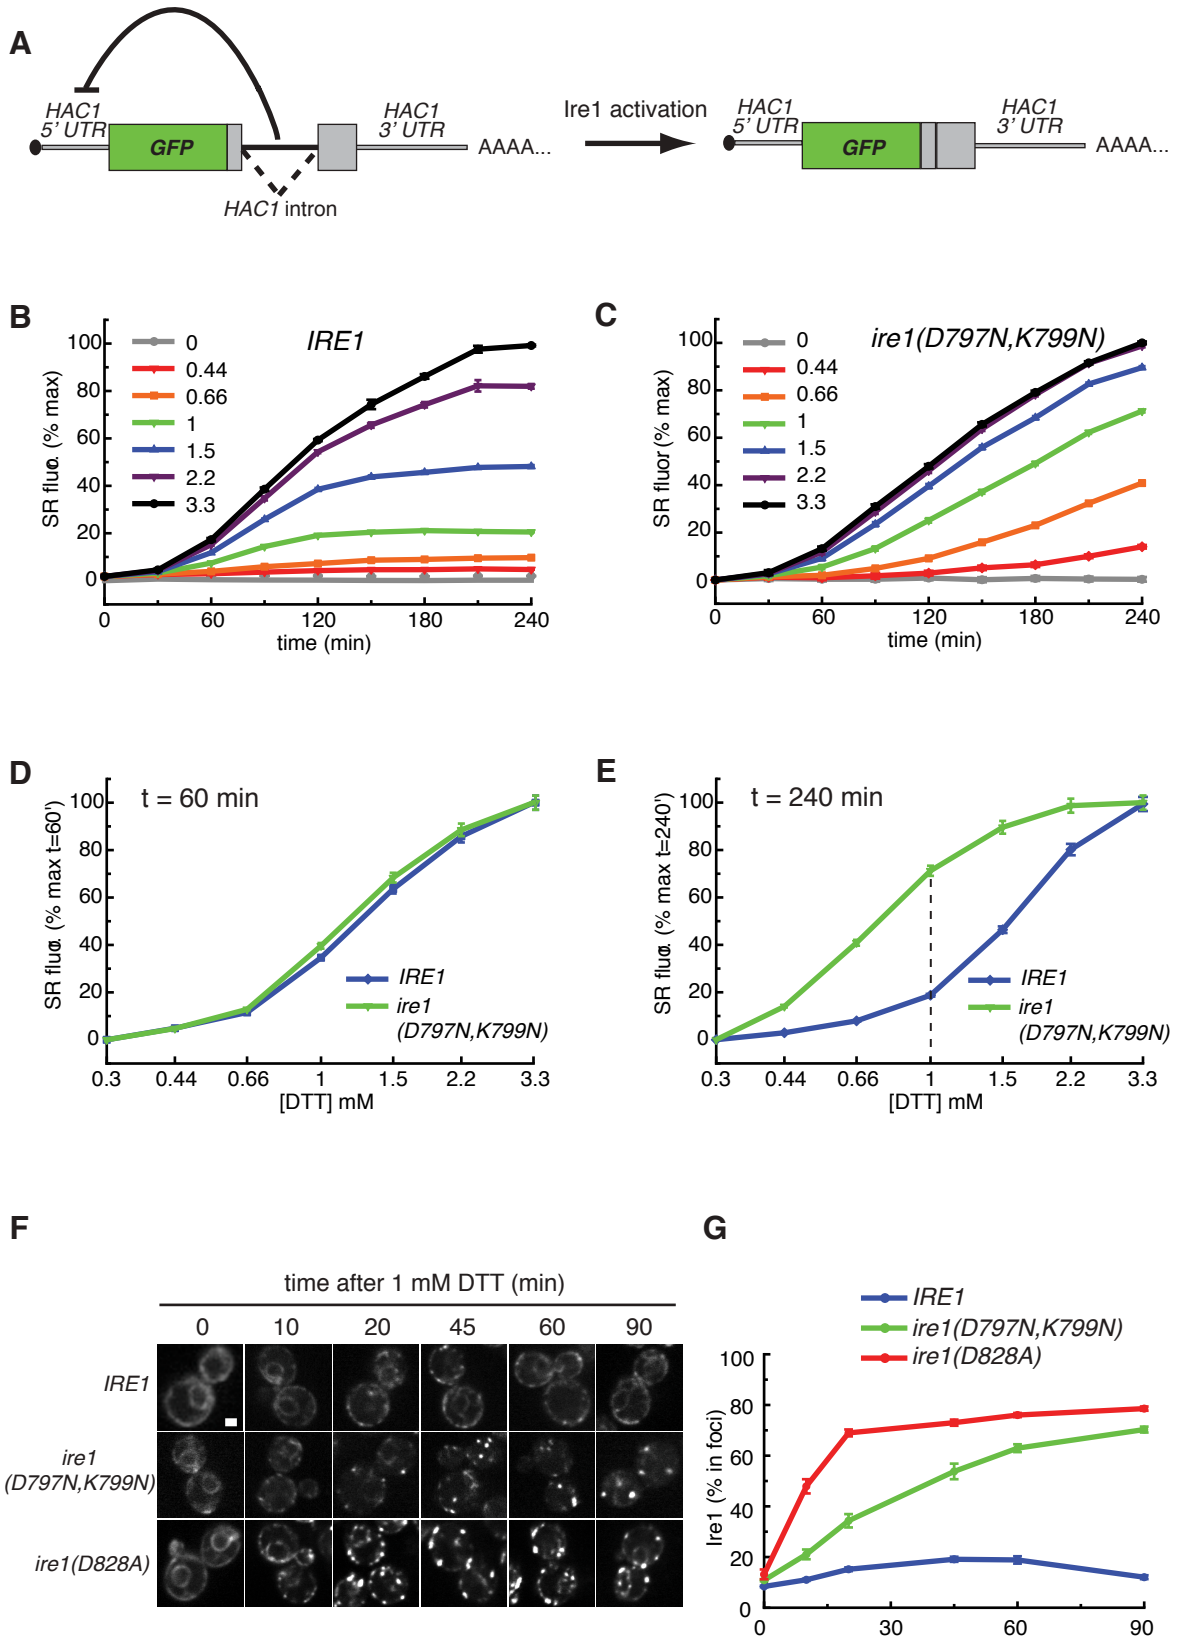 A
HAC1
5' UTR
GFP
HAC1
3' UTR
AAAA...
HAC1 intron
Ire1 activation
HAC1
5' UTR
GFP
HAC1
3' UTR
AAAA...
B
IRE1
SR fluo. (% max)
100
80
60
40
20
0
0
0.44
0.66
1
1.5
2.2
3.3
0 60 120 180 240
time (min)
C
ire1(D797N,K799N)
SR fluor (% max)
100
80
60
40
20
0
0
0.44
0.66
1
1.5
2.2
3.3
0 60 120 180 240
time (min)
D
t = 60 min
SR fluo. (% max t=60')
100
80
60
40
20
0
IRE1
ire1
(D797N,K799N)
0.3 0.44 0.66 1 1.5 2.2 3.3
[DTT] mM
E
t = 240 min
SR fluo. (% max t=240')
100
80
60
40
20
0
IRE1
ire1
(D797N,K799N)
0.3 0.44 0.66 1 1.5 2.2 3.3
[DTT] mM
F
time after 1 mM DTT (min)
0 10 20 45 60 90
IRE1
ire1
(D797N,K799N)
ire1(D828A)
G
IRE1
ire1(D797N,K799N)
ire1(D828A)
Ire1 (% in foci)
100
80
60
40
20
0
0 30 60 90